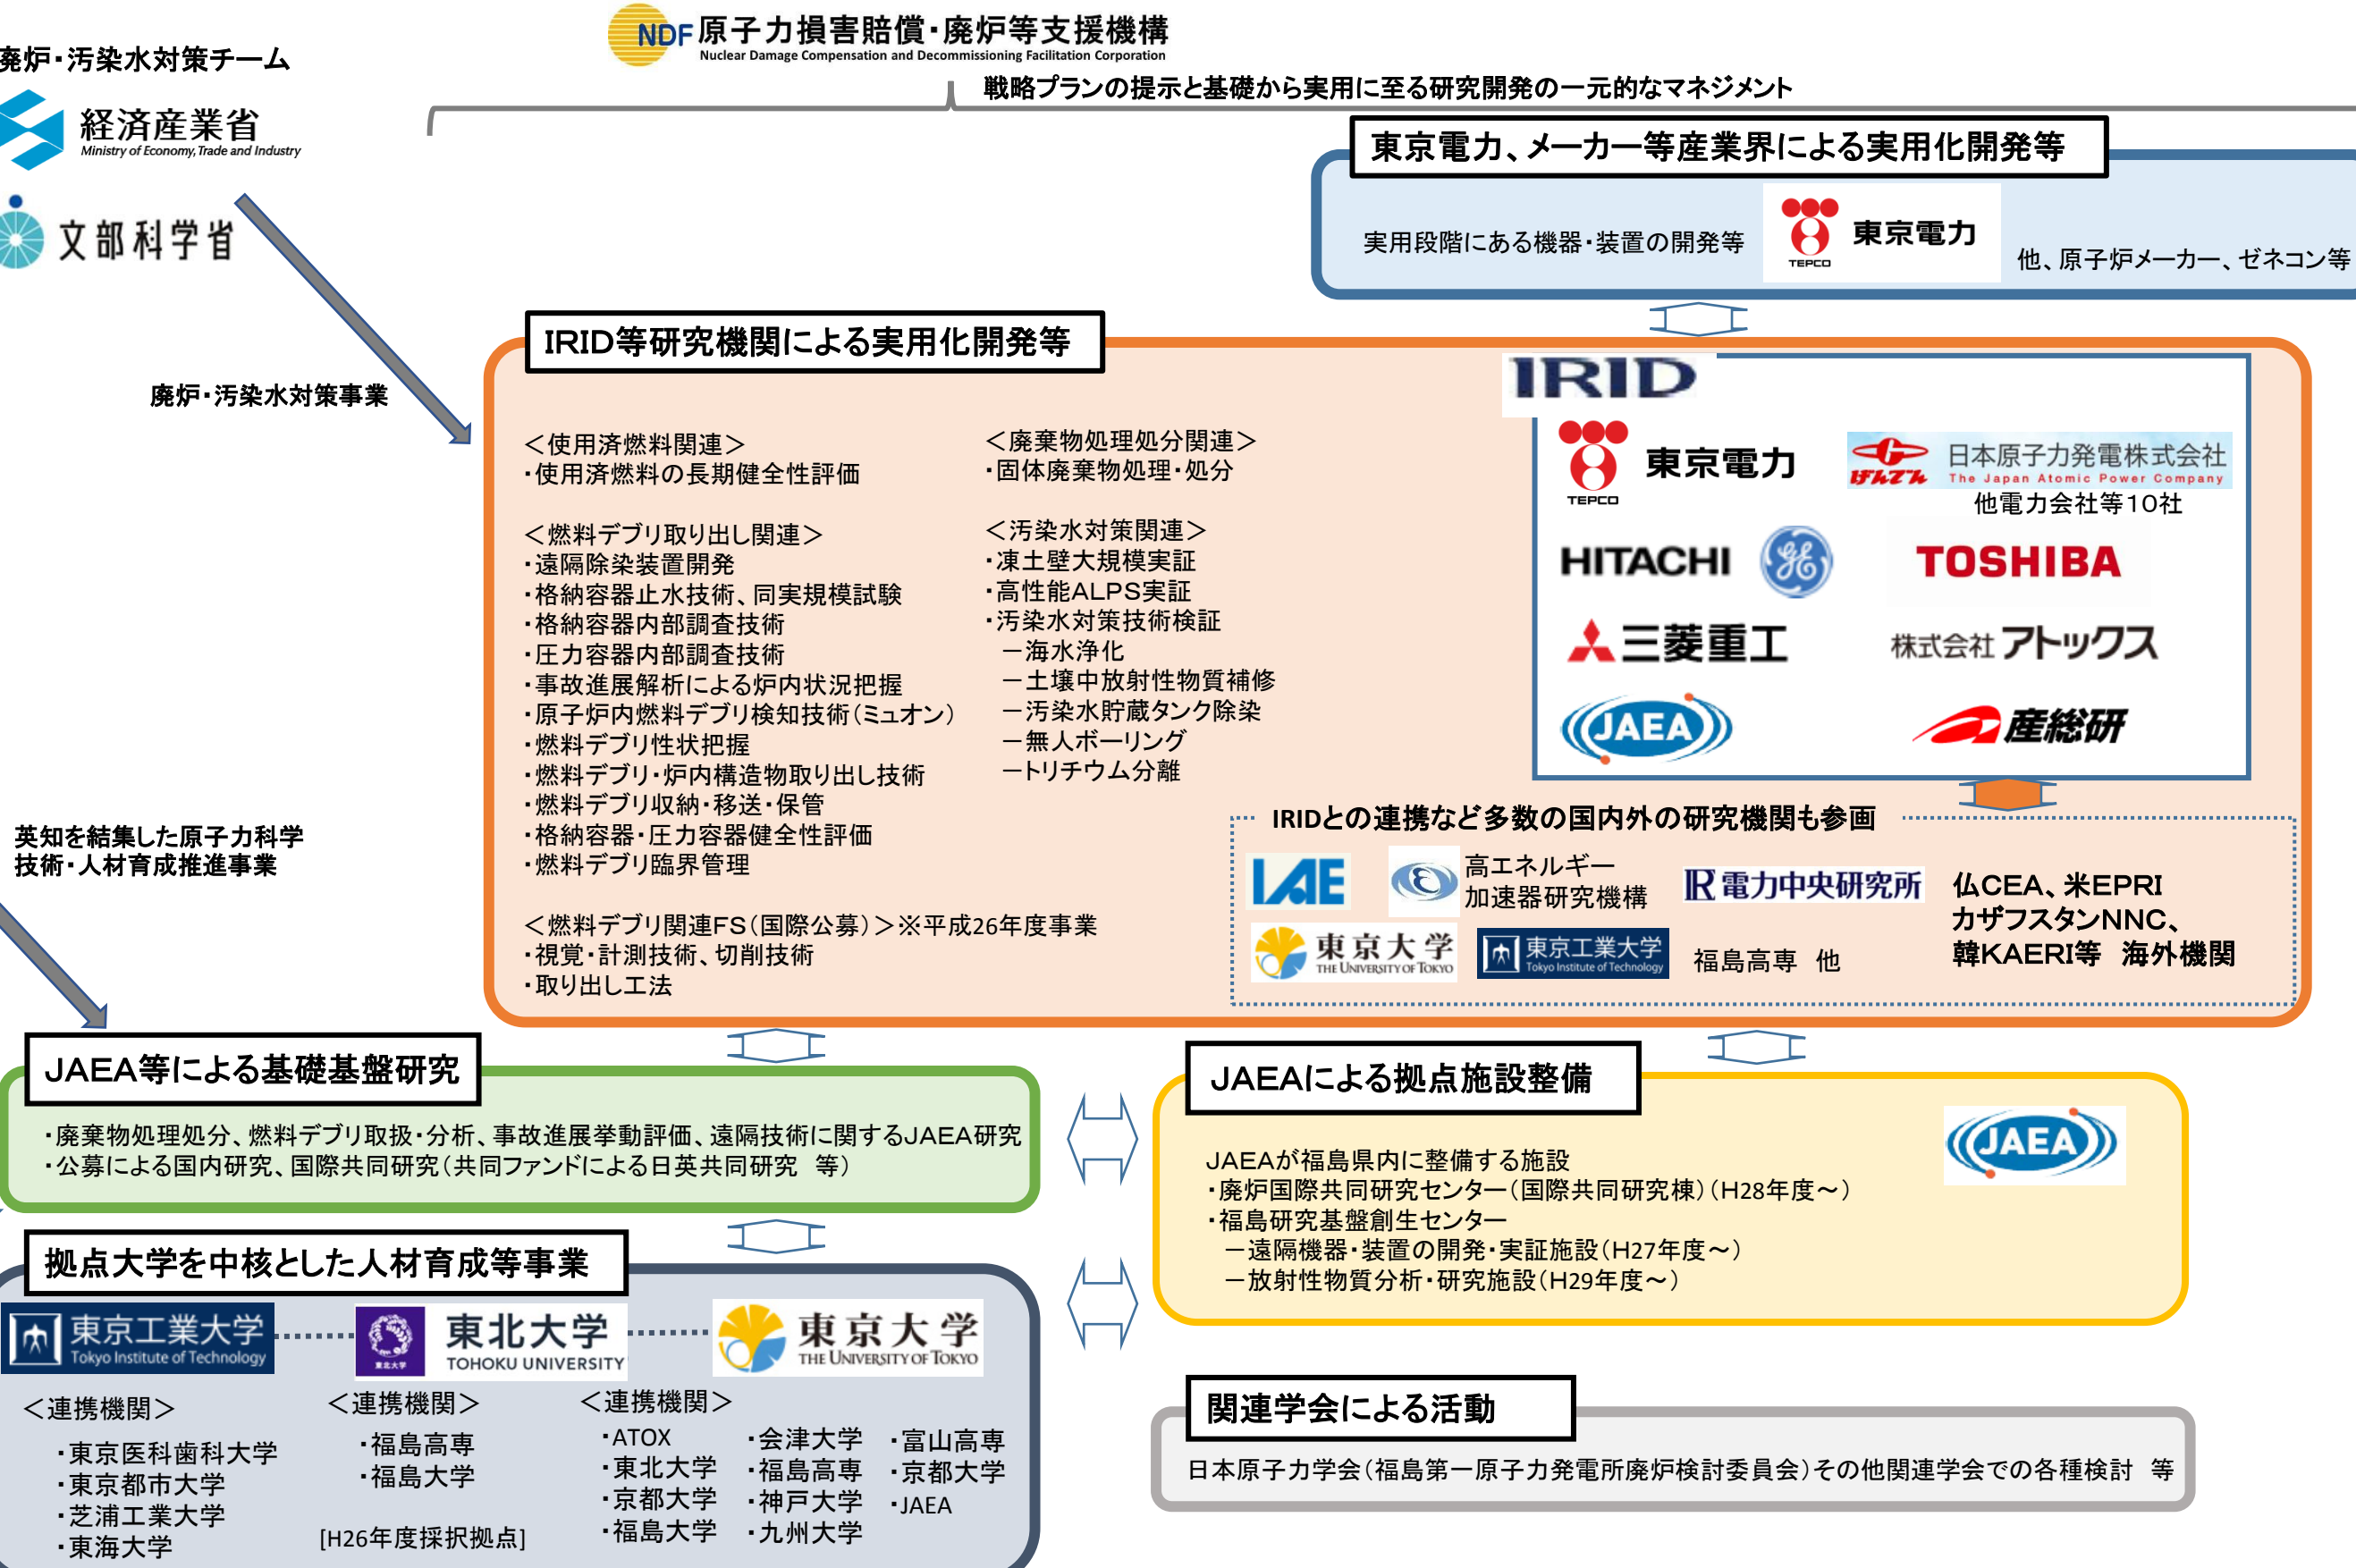 NDF 原子力損害賠償・廃炉等支援機構
Nuclear Damage Compensation and Decommissioning Facilitation Corporation
戦略プランの提示と基礎から実用に至る研究開発の一元的なマネジメント
廃炉・汚染水対策チーム
経済産業省
Ministry of Economy, Trade and Industry
文部科学省
廃炉・汚染水対策事業
英知を結集した原子力科学
技術・人材育成推進事業
東京電力、メーカー等産業界による実用化開発等
実用段階にある機器・装置の開発等
TEPCO
東京電力
他、原子炉メーカー、ゼネコン等
IRID等研究機関による実用化開発等
＜使用済燃料関連＞
・使用済燃料の長期健全性評価
＜燃料デブリ取り出し関連＞
・遠隔除染装置開発
・格納容器止水技術、同実規模試験
・格納容器内部調査技術
・圧力容器内部調査技術
・事故進展解析による炉内状況把握
・原子炉内燃料デブリ検知技術（ミュオン）
・燃料デブリ性状把握
・燃料デブリ・炉内構造物取り出し技術
・燃料デブリ収納・移送・保管
・格納容器・圧力容器健全性評価
・燃料デブリ臨界管理
＜燃料デブリ関連FS（国際公募）＞※平成26年度事業
・視覚・計測技術、切削技術
・取り出し工法
＜廃棄物処理処分関連＞
・固体廃棄物処理・処分
＜汚染水対策関連＞
・凍土壁大規模実証
・高性能ALPS実証
・汚染水対策技術検証
－海水浄化
－土壌中放射性物質補修
－汚染水貯蔵タンク除染
－無人ボーリング
－トリチウム分離
IRID
TEPCO
東京電力
げんでん
日本原子力発電株式会社
The Japan Atomic Power Company
他電力会社等１０社
HITACHI
GE
TOSHIBA
三菱重工
株式会社アトックス
JAEA
産総研
IRIDとの連携など多数の国内外の研究機関も参画
IAE
高エネルギー
加速器研究機構
電力中央研究所
東京大学
THE UNIVERSITY OF TOKYO
東京工業大学
Tokyo Institute of Technology
福島高専 他
仏CEA、米EPRI
カザフスタンNNC、
韓KAERI等 海外機関
JAEA等による基礎基盤研究
・廃棄物処理処分、燃料デブリ取扱・分析、事故進展挙動評価、遠隔技術に関するJAEA研究
・公募による国内研究、国際共同研究（共同ファンドによる日英共同研究 等）
JAEAによる拠点施設整備
JAEA
JAEAが福島県内に整備する施設
・廃炉国際共同研究センター（国際共同研究棟）（H28年度～）
・福島研究基盤創生センター
－遠隔機器・装置の開発・実証施設（H27年度～）
－放射性物質分析・研究施設（H29年度～）
拠点大学を中核とした人材育成等事業
東京工業大学
Tokyo Institute of Technology
＜連携機関＞
・東京医科歯科大学
・東京都市大学
・芝浦工業大学
・東海大学
東北大学
東北大学
TOHOKU UNIVERSITY
＜連携機関＞
・福島高専
・福島大学
[H26年度採択拠点]
東京大学
THE UNIVERSITY OF TOKYO
＜連携機関＞
・ATOX
・東北大学
・京都大学
・福島大学
・会津大学
・福島高専
・神戸大学
・九州大学
・富山高専
・京都大学
・JAEA
関連学会による活動
日本原子力学会（福島第一原子力発電所廃炉検討委員会）その他関連学会での各種検討 等